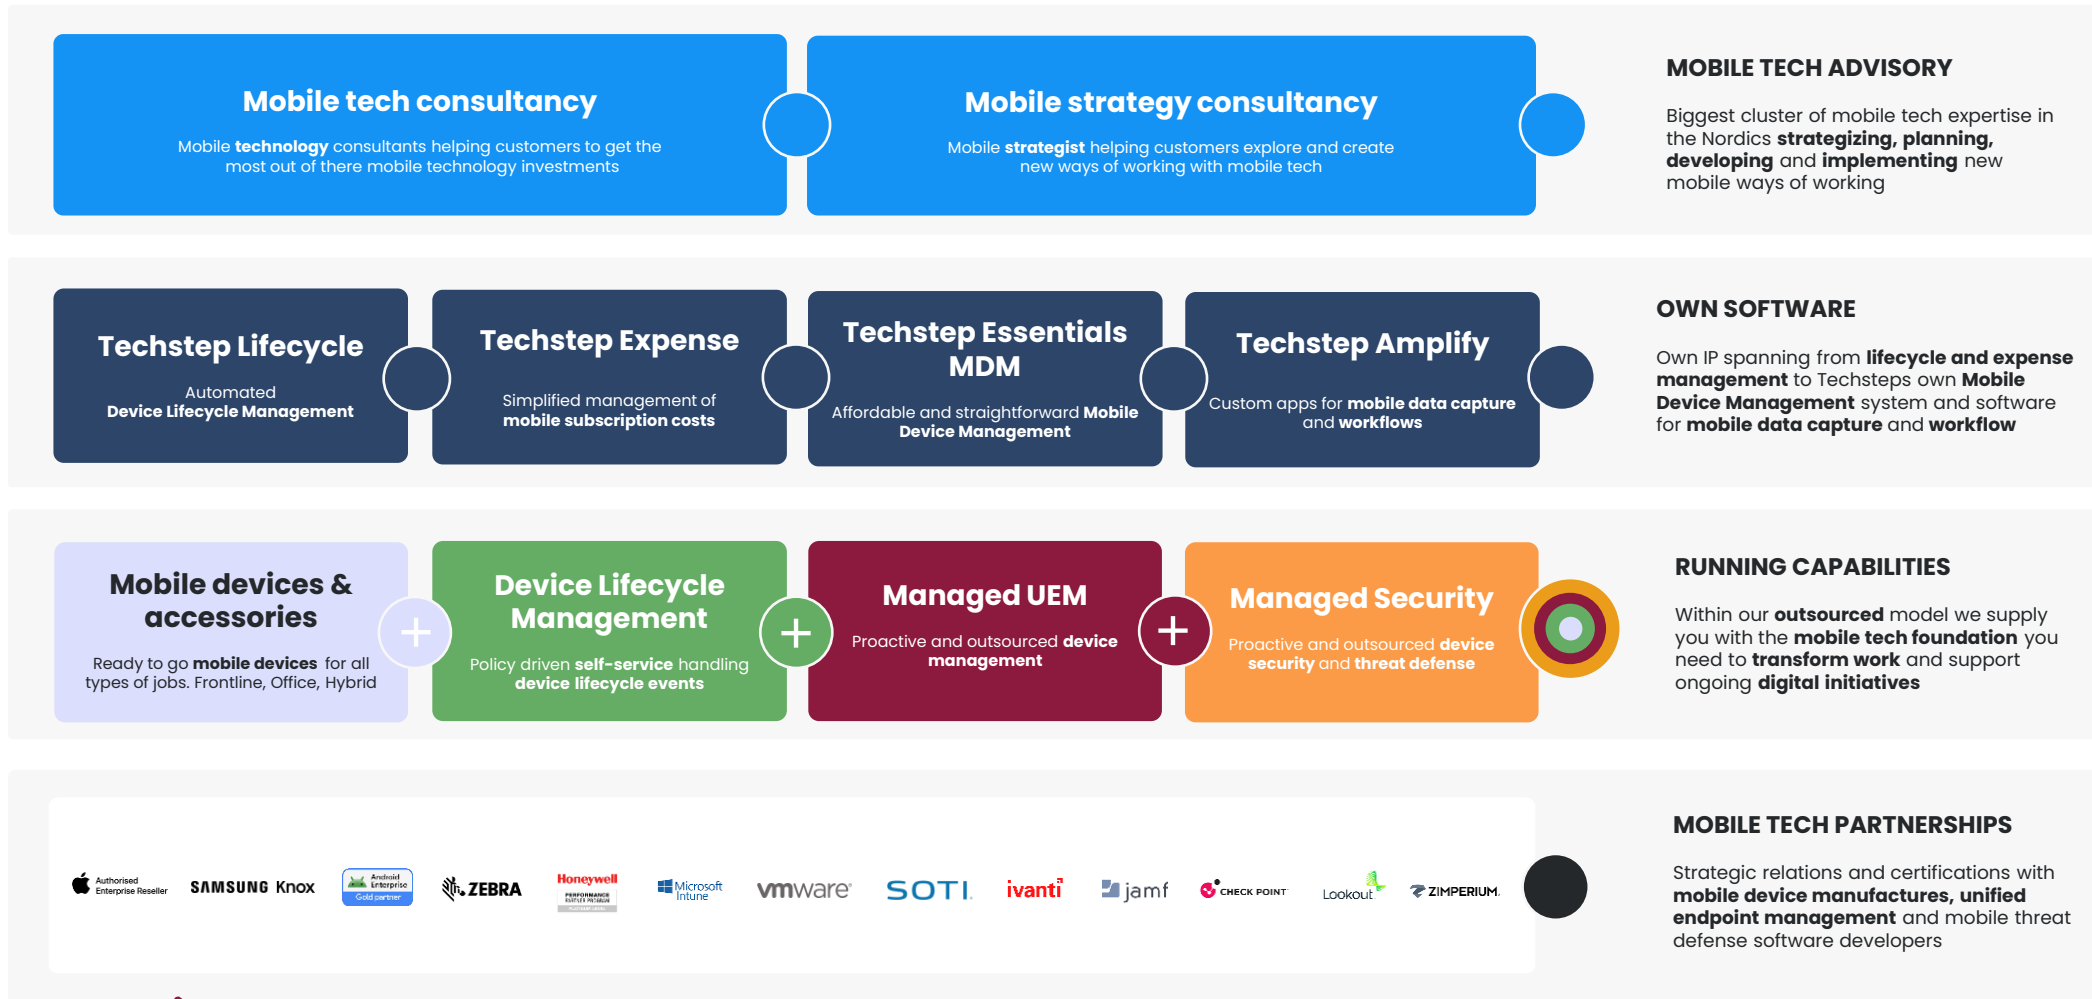 Mobile tech consultancy
Mobile technology consultants helping customers to get the
most out of there mobile technology investments
Mobile strategy consultancy
Mobile strategist helping customers explore and create
new ways of working with mobile tech
MOBILE TECH ADVISORY
Biggest cluster of mobile tech expertise in
the Nordics strategizing, planning,
developing and implementing new
mobile ways of working
Techstep Lifecycle
Automated
Device Lifecycle Management
Techstep Expense
Simplified management of
mobile subscription costs
Techstep Essentials
MDM
Affordable and straightforward Mobile
Device Management
Techstep Amplify
Custom apps for mobile data capture
and workflows
OWN SOFTWARE
Own IP spanning from lifecycle and expense
management to Techsteps own Mobile
Device Management system and software
for mobile data capture and workflow
Mobile devices &
accessories
Ready to go mobile devices for all
types of jobs. Frontline, Office, Hybrid
Device Lifecycle
Management
Policy driven self-service handling
device lifecycle events
Managed UEM
Proactive and outsourced device
management
Managed Security
Proactive and outsourced device
security and threat defense
RUNNING CAPABILITIES
Within our outsourced model we supply
you with the mobile tech foundation you
need to transform work and support
ongoing digital initiatives
Authorised
Enterprise Reseller
SAMSUNG Knox
Android
Enterprise
Gold partner
ZEBRA
Honeywell
PERFORMANCE
PARTNER PROGRAM
Microsoft
Intune
vmware
SOTI
ivanti
jamf
CHECK POINT
Lookout
ZIMPERIUM.
MOBILE TECH PARTNERSHIPS
Strategic relations and certifications with
mobile device manufactures, unified
endpoint management and mobile threat
defense software developers